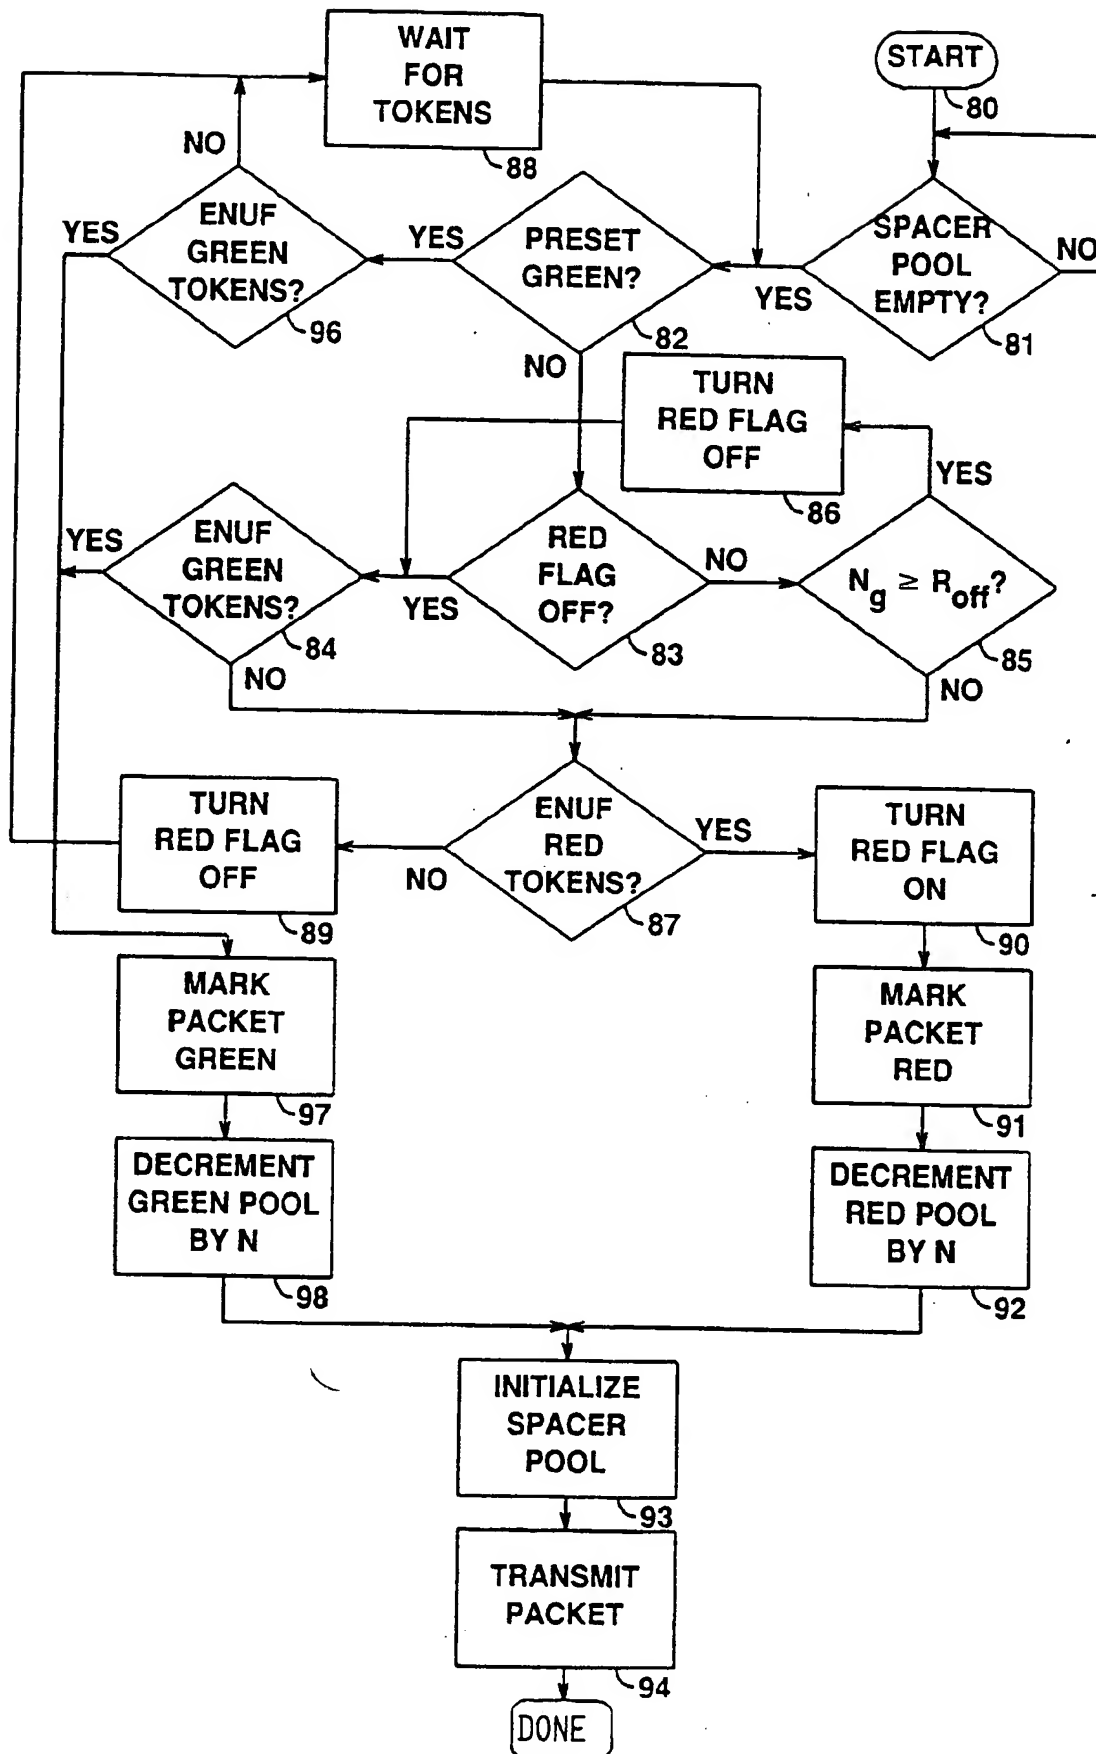 WAIT
FOR
TOKENS
88
START
80
NO
YES
ENUF
GREEN
TOKENS?
96
YES
PRESET
GREEN?
82
YES
SPACER
POOL
EMPTY?
81
NO
NO
TURN
RED FLAG
OFF
86
YES
YES
ENUF
GREEN
TOKENS?
84
YES
RED
FLAG
OFF?
83
NO
Ng ≥ Roff?
85
NO
NO
TURN
RED FLAG
OFF
89
NO
ENUF
RED
TOKENS?
87
YES
TURN
RED FLAG
ON
90
MARK
PACKET
GREEN
97
MARK
PACKET
RED
91
DECREMENT
GREEN POOL
BY N
98
DECREMENT
RED POOL
BY N
92
INITIALIZE
SPACER
POOL
93
TRANSMIT
PACKET
94
DONE